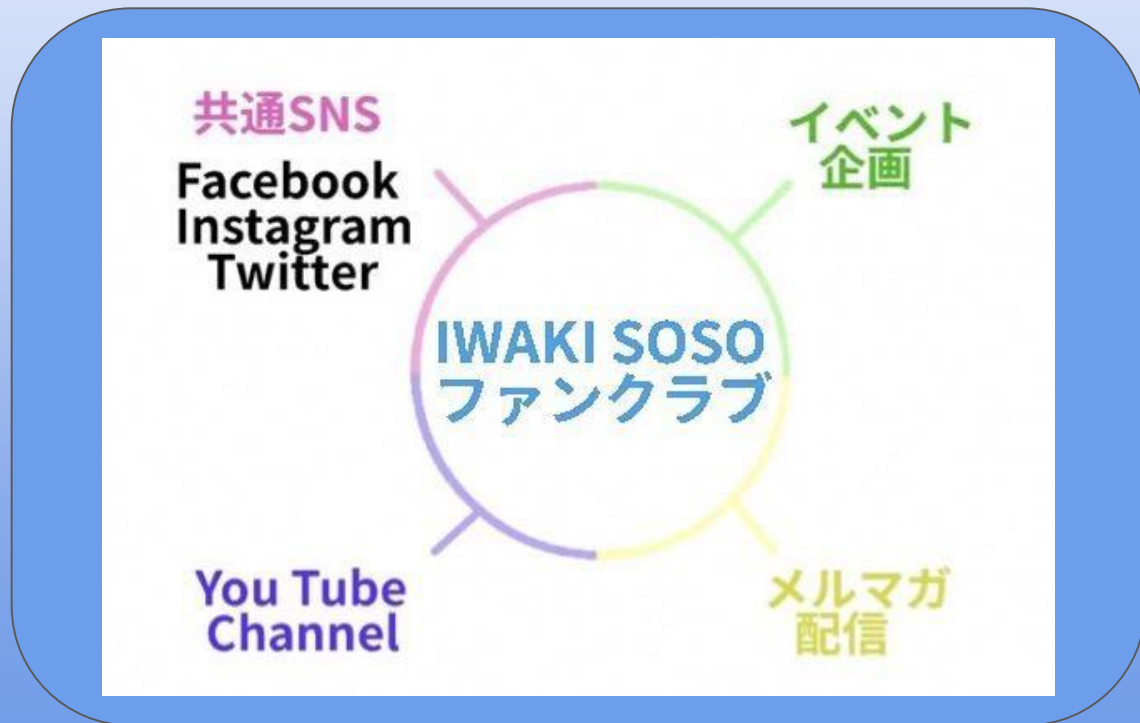 共通SNS
Facebook
Instagram
Twitter
イベント
企画
IWAKI SOSO
ファンクラブ
You Tube
Channel
メルマガ
配信